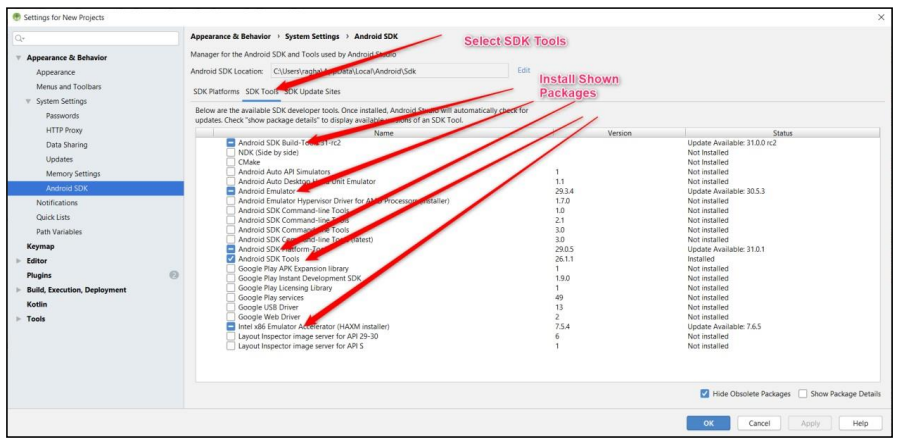 Settings for New Projects
Appearance & Behavior
Appearance
Menus and Toolbars
System Settings
Passwords
HTTP Proxy
Data Sharing
Updates
Memory Settings
Android SDK
Notifications
Quick Lists
Path Variables
Keymap
Editor
Plugins 2
Build, Execution, Deployment
Kotlin
Tools
Appearance & Behavior › System Settings › Android SDK
Select SDK Tools
Manager for the Android SDK and Tools used by Android Studio
Android SDK Location: C:\Users\ragha\AppData\Local\Android\Sdk Edit
Install Shown
Packages
SDK Platforms SDK Tools SDK Update Sites
Below are the available SDK developer tools. Once installed, Android Studio will automatically check for
updates. Check "show package details" to display available versions of an SDK Tool.
Name Version Status
Android SDK Build-Tools 31-rc2 Update Available: 31.0.0 rc2
NDK (Side by side) Not Installed
CMake Not Installed
Android Auto API Simulators 1 Not installed
Android Auto Desktop Head Unit Emulator 1.1 Not installed
Android Emulator 29.3.4 Update Available: 30.5.3
Android Emulator Hypervisor Driver for AMD Processors (installer) 1.7.0 Not installed
Android SDK Command-line Tools 1.0 Not installed
Android SDK Command-line Tools 2.1 Not installed
Android SDK Command-line Tools 3.0 Not installed
Android SDK Command-line Tools (latest) 3.0 Not installed
Android SDK Platform-Tools 29.0.5 Update Available: 31.0.1
Android SDK Tools 26.1.1 Installed
Google Play APK Expansion library 1 Not installed
Google Play Instant Development SDK 1.9.0 Not installed
Google Play Licensing Library 1 Not installed
Google Play services 49 Not installed
Google USB Driver 13 Not installed
Google Web Driver 2 Not installed
Intel x86 Emulator Accelerator (HAXM installer) 7.5.4 Update Available: 7.6.5
Layout Inspector image server for API 29-30 6 Not installed
Layout Inspector image server for API S 1 Not installed
Hide Obsolete Packages Show Package Details
OK Cancel Apply Help